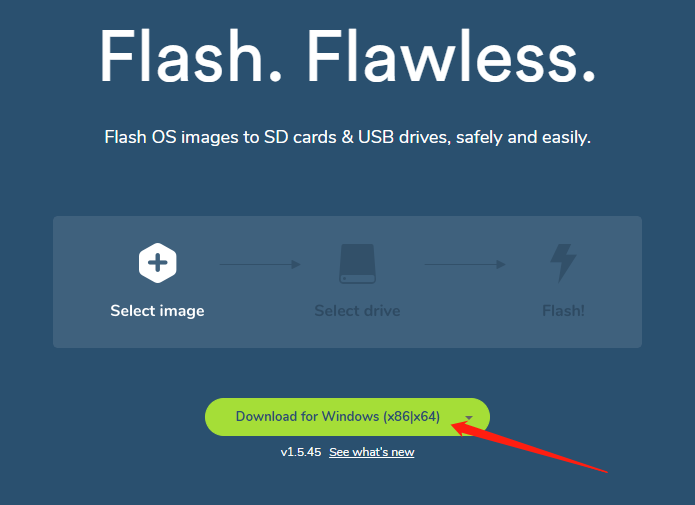 Flash. Flawless.
Flash OS images to SD cards & USB drives, safely and easily.
Select image
Select drive
Flash!
Download for Windows (x86|x64)
v1.5.45 See what's new